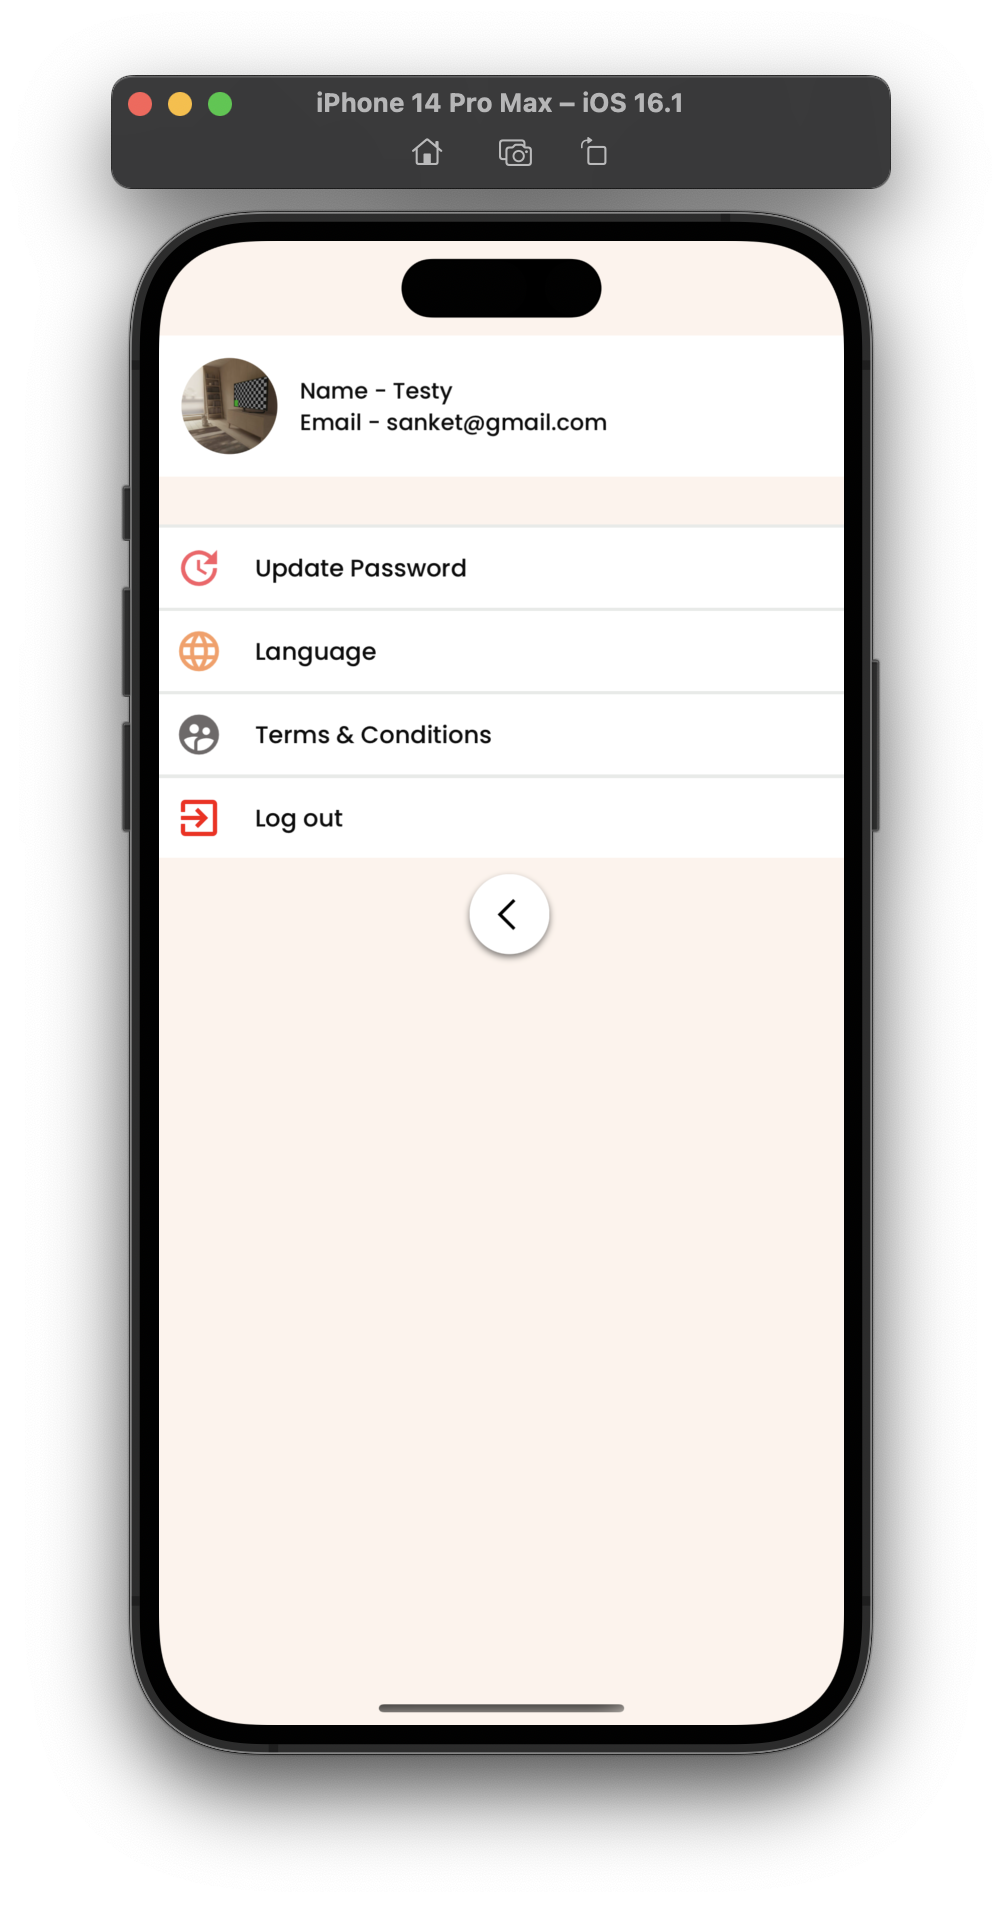 iPhone 14 Pro Max – iOS 16.1
Name - Testy
Email - sanket@gmail.com
Update Password
Language
Terms & Conditions
Log out